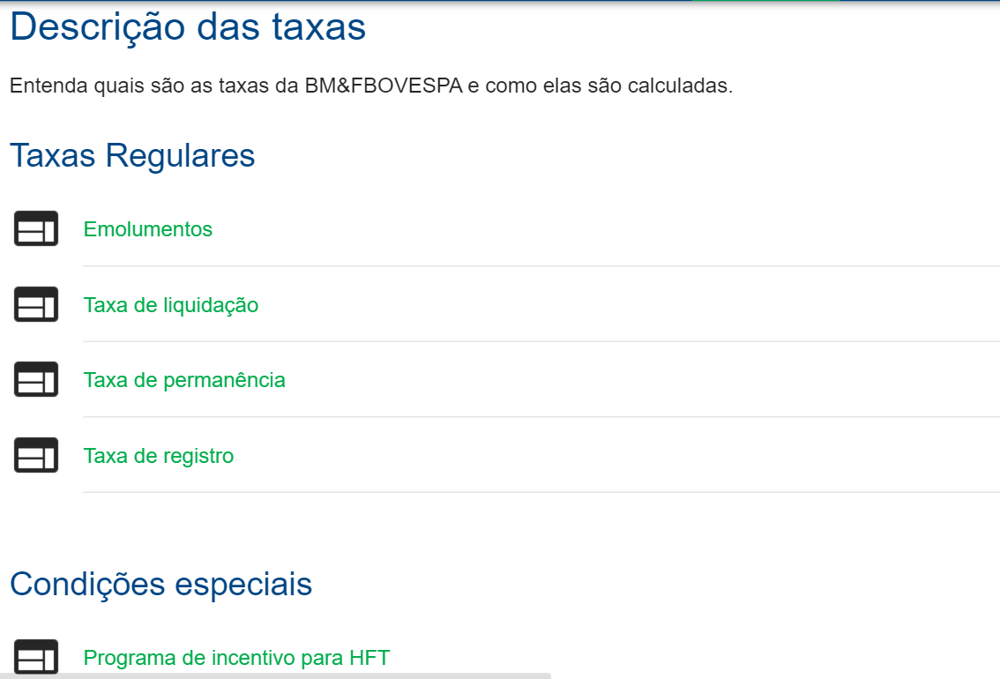 Descrição das taxas
Entenda quais são as taxas da BM&FBOVESPA e como elas são calculadas.
Taxas Regulares
Emolumentos
Taxa de liquidação
Taxa de permanência
Taxa de registro
Condições especiais
Programa de incentivo para HFT